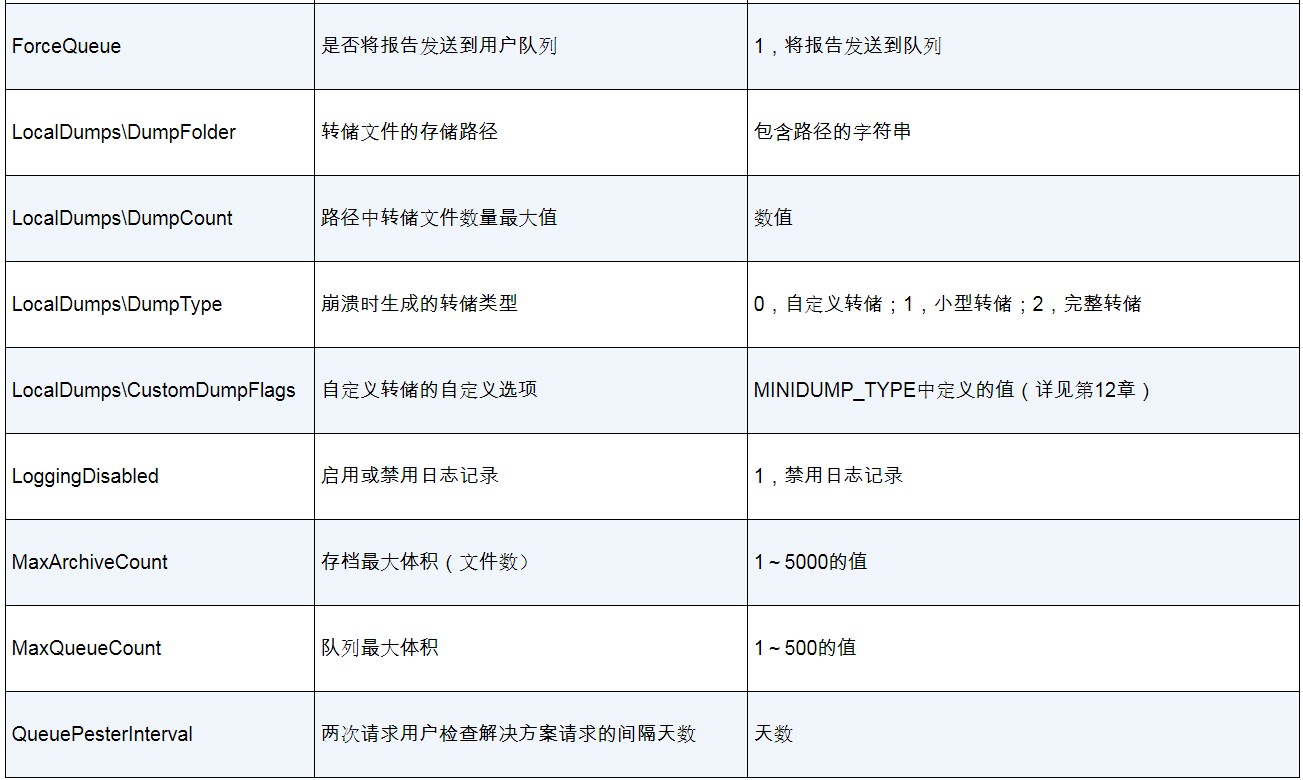 ForceQueue 是否将报告发送到用户队列 1，将报告发送到队列
LocalDumps\DumpFolder 转储文件的存储路径 包含路径的字符串
LocalDumps\DumpCount 路径中转储文件数量最大值 数值
LocalDumps\DumpType 崩溃时生成的转储类型 0，自定义转储；1，小型转储；2，完整转储
LocalDumps\CustomDumpFlags 自定义转储的自定义选项 MINIDUMP_TYPE中定义的值（详见第12章）
LoggingDisabled 启用或禁用日志记录 1，禁用日志记录
MaxArchiveCount 存档最大体积（文件数） 1～5000的值
MaxQueueCount 队列最大体积 1～500的值
QueuePesterInterval 两次请求用户检查解决方案请求的间隔天数 天数